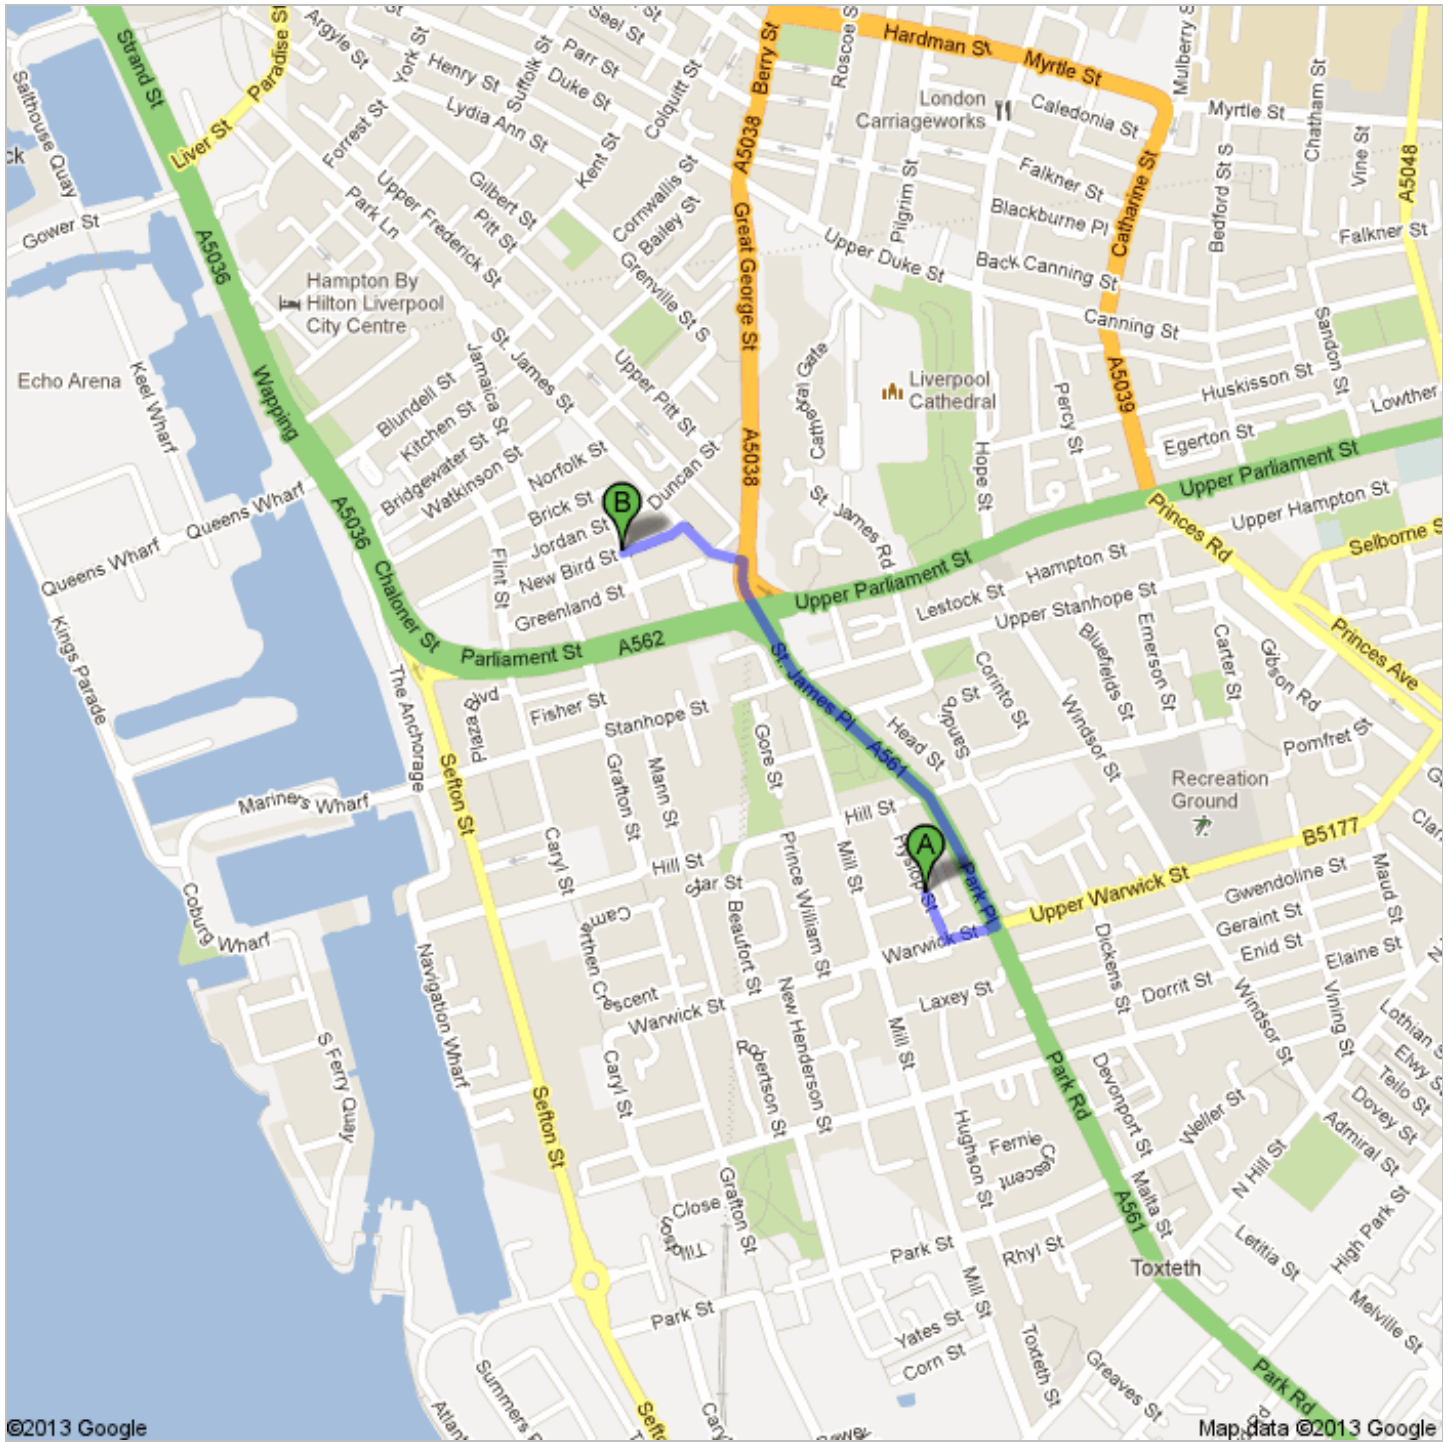 Strand St
Salthouse Quay
Paradise St
Liver St
Argyle St
York St
Forrest St
Henry St
Lydia Ann St
Suffolk St
Seel St
Parr St
Duke St
Colquitt St
Kent St
Berry St
A5038
Roscoe St
Hardman St
Myrtle St
Mulberry S
London
Carriageworks
Caledonia St
Myrtle St
Chatham St
Vine St
A5048
Falkner St
Bedford St S
Falkner St
Blackburne Pl
Catharine St
Back Canning St
Canning St
Pilgrim St
Upper Duke St
Cornwallis St
Bailey St
Gilbert St
Pitt St
Upper Frederick St
Park Ln
Gower St
ck
A5036
Hampton By
Hilton Liverpool
City Centre
Grenville St S
Great George St
A5038
Cathedral Gate
Liverpool
Cathedral
Hope St
Percy St
A5039
Sandon St
Huskisson St
Lowther
Egerton St
Upper Parliament St
Upper Hampton St
Selborne S
Princes Rd
Princes Ave
Echo Arena
Keel Wharf
Wapping
St. James St
Jamaica St
Blundell St
Kitchen St
Bridgewater St
Watkinson St
Norfolk St
Brick St
Jordan St
New Bird St
Greenland St
Flint St
Upper Pitt St
Duncan St
B
Queens Wharf
Queens Wharf
A5036
Chaloner St
Parliament St
A562
Upper Parliament St
St. James Rd
Hampton St
Lestock St
Upper Stanhope St
Bluefields St
Emerson St
Carter St
Gibson Rd
Pomfret St
Kings Parade
The Anchorage
Brazen
Blvd
Fisher St
Stanhope St
Grafton St
Mann St
Gore St
St. James Pl
A561
Head St
Corinto St
Windsor St
Recreation
Ground
B5177
Mariners Wharf
Sefton St
Caryl St
Hill St
Hill St
Prince William St
Mill St
Hyslop St
A
Park Pl
Upper Warwick St
Warwick St
Gwendoline St
Geraint St
Enid St
Elaine St
Maud St
Coburg Wharf
Navigation Wharf
Beaufort St
Warwick St
New Henderson St
Laxey St
Dickens St
Dorrit St
Windsor St
Vining St
Lothian S
Elwy S
Teilo St
Dovey St
Admiral St
S Ferry Quay
Caryl St
Robertson St
Mill St
Park Rd
Devonport St
Weller St
N Hill St
Sefton St
Hughson St
Fernie Crescent
Malta St
A561
High Park St
Letitia St
Melville St
Close
Grafton St
Park St
Rhyl St
Toxteth
Park St
Mill St
Yates St
Corn St
Toxteth St
Greaves St
Park Rd
Summers
©2013 Google
Map data ©2013 Google